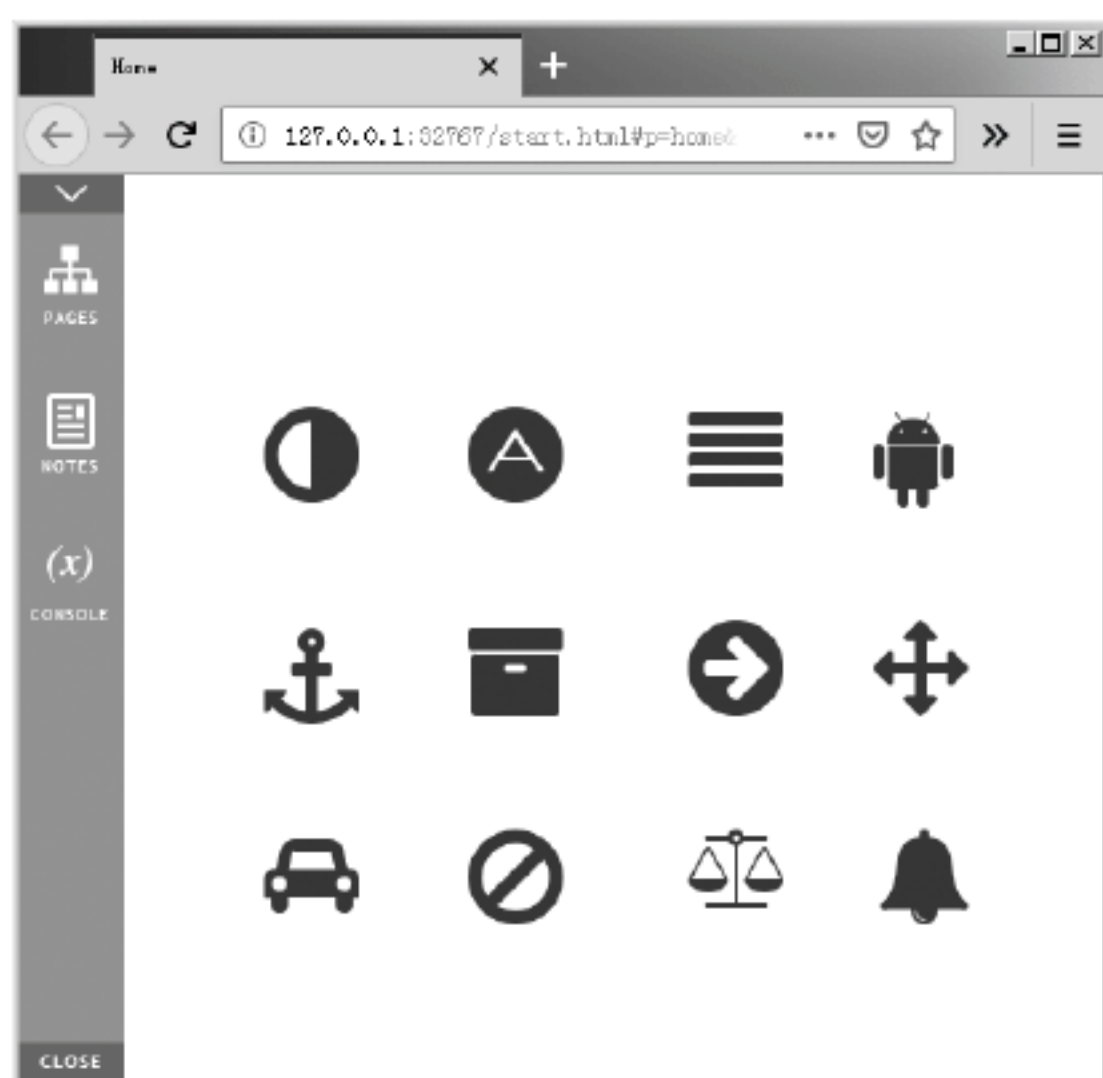 Home
127.0.0.1:32767/start.html#p=home&
PAGES
NOTES
(x)
CONSOLE
A
CLOSE